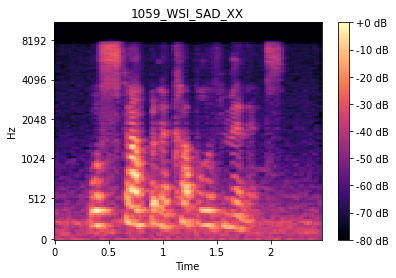 1059_WSI_SAD_XX
+0 dB
8192
-10 dB
4096
-20 dB
-30 dB
2048
Hz
-40 dB
1024
-50 dB
512
-60 dB
-70 dB
0
-80 dB
0
0.5
1
1.5
2
Time